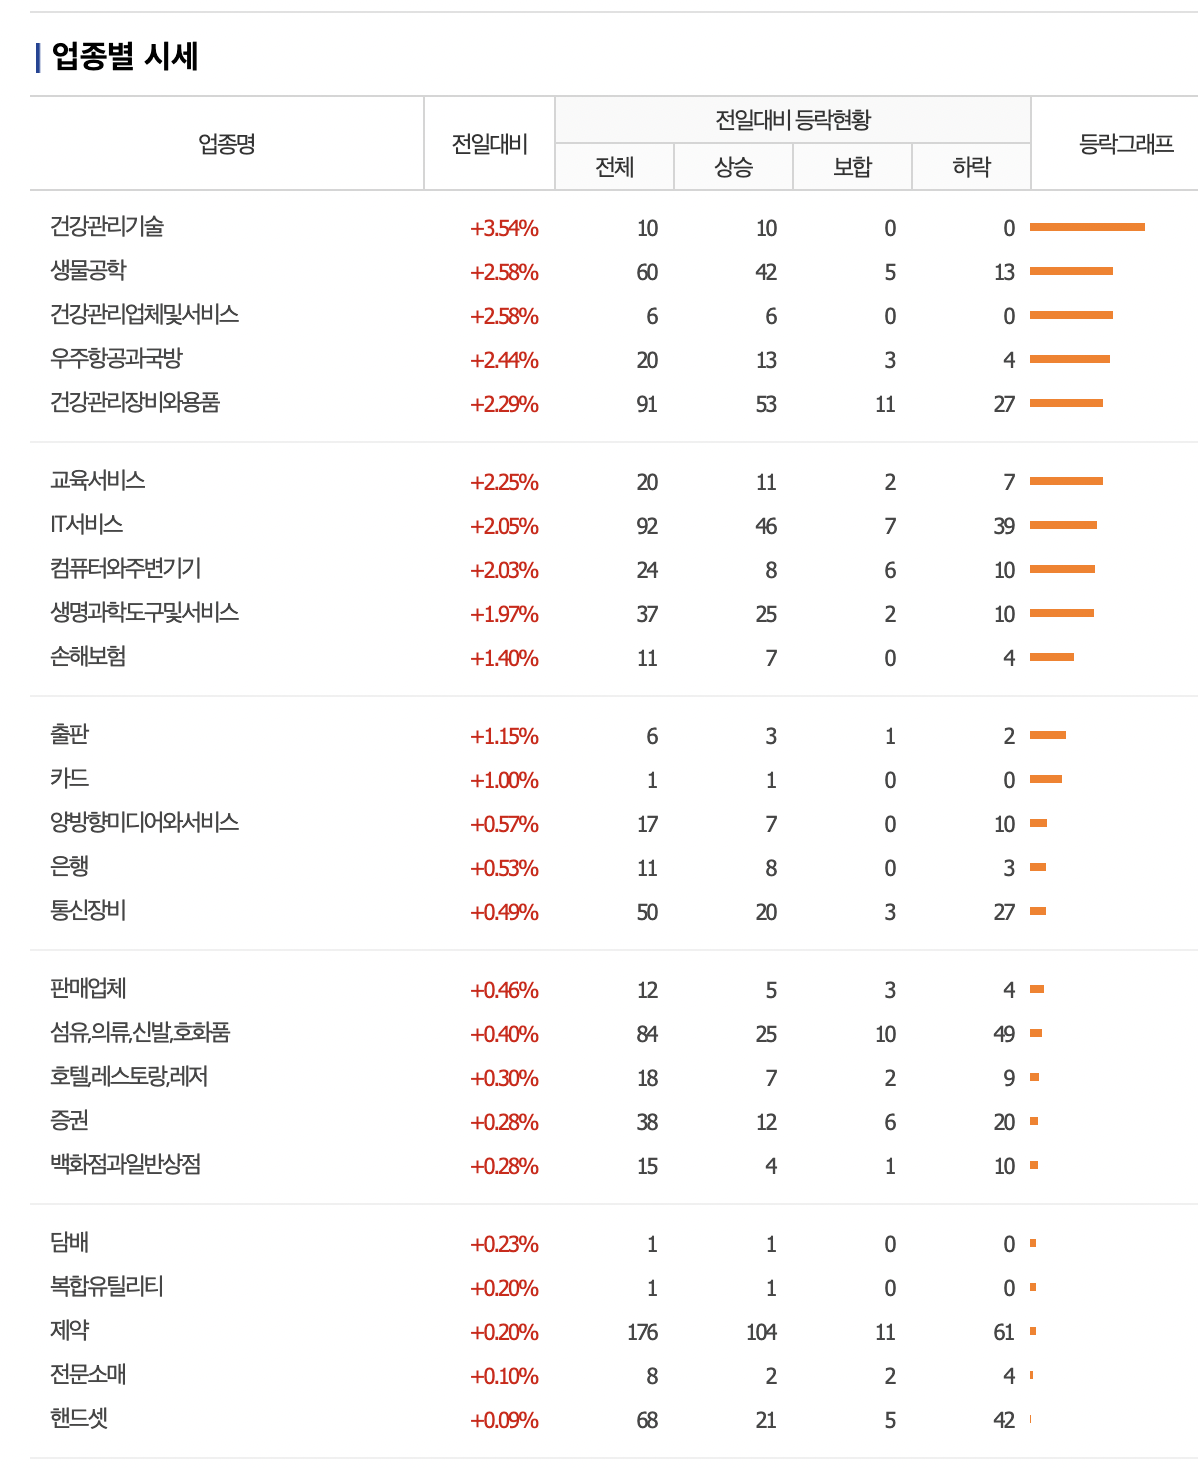 업종별 시세
업종명 전일대비 전일대비 등락현황 등락그래프
전체 상승 보합 하락
건강관리기술 +3.54% 10 10 0 0
생물공학 +2.58% 60 42 5 13
건강관리업체및서비스 +2.58% 6 6 0 0
우주항공과국방 +2.44% 20 13 3 4
건강관리장비와용품 +2.29% 91 53 11 27
교육서비스 +2.25% 20 11 2 7
IT서비스 +2.05% 92 46 7 39
컴퓨터와주변기기 +2.03% 24 8 6 10
생명과학도구및서비스 +1.97% 37 25 2 10
손해보험 +1.40% 11 7 0 4
출판 +1.15% 6 3 1 2
카드 +1.00% 1 1 0 0
양방향미디어와서비스 +0.57% 17 7 0 10
은행 +0.53% 11 8 0 3
통신장비 +0.49% 50 20 3 27
판매업체 +0.46% 12 5 3 4
섬유,의류,신발,호화품 +0.40% 84 25 10 49
호텔,레스토랑,레저 +0.30% 18 7 2 9
증권 +0.28% 38 12 6 20
백화점과일반상점 +0.28% 15 4 1 10
담배 +0.23% 1 1 0 0
복합유틸리티 +0.20% 1 1 0 0
제약 +0.20% 176 104 11 61
전문소매 +0.10% 8 2 2 4
핸드셋 +0.09% 68 21 5 42